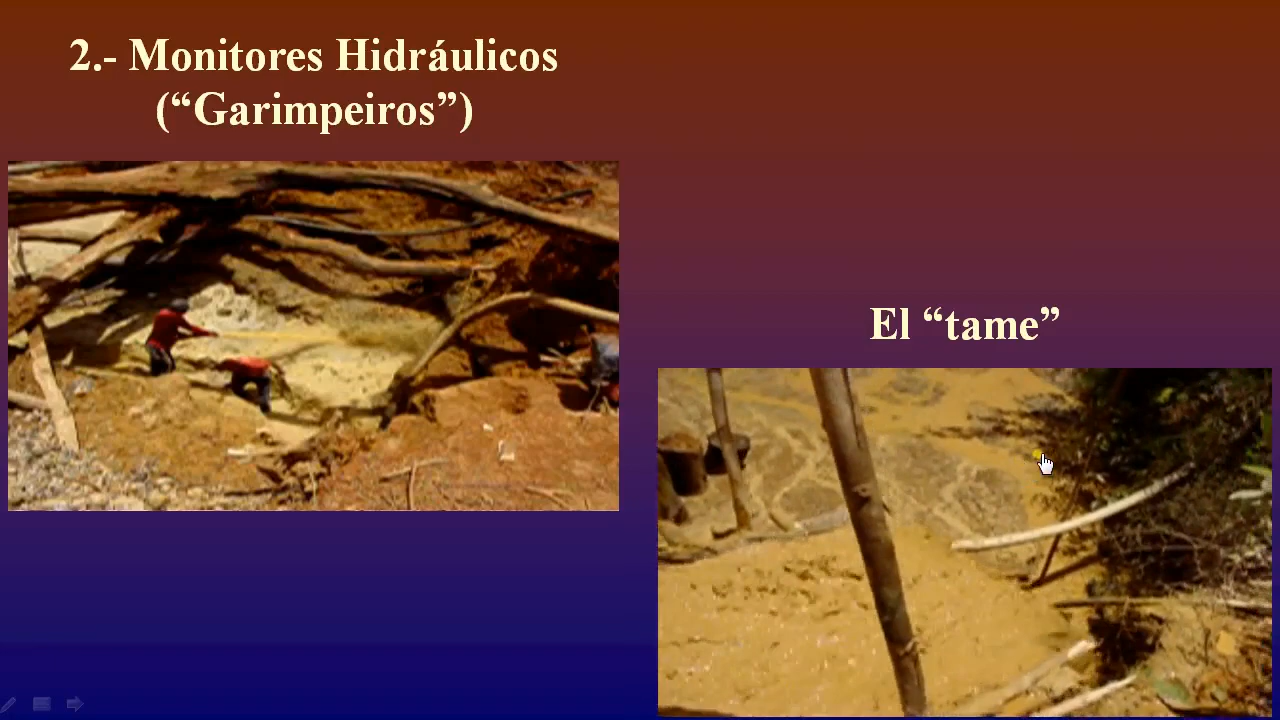 2.- Monitores Hidráulicos
(“Garimpeiros”)
El “tame”